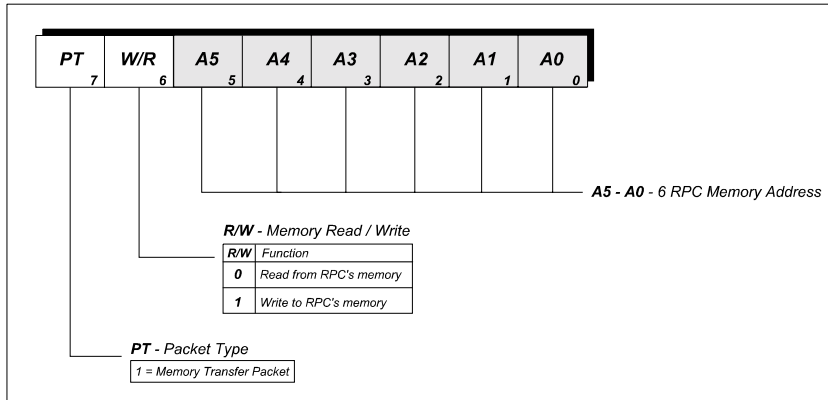 PT W/R A5 A4 A3 A2 A1 A0
7 6 5 4 3 2 1 0
A5 - A0 - 6 RPC Memory Address
R/W - Memory Read / Write
R/W Function
0 Read from RPC's memory
1 Write to RPC's memory
PT - Packet Type
1 = Memory Transfer Packet